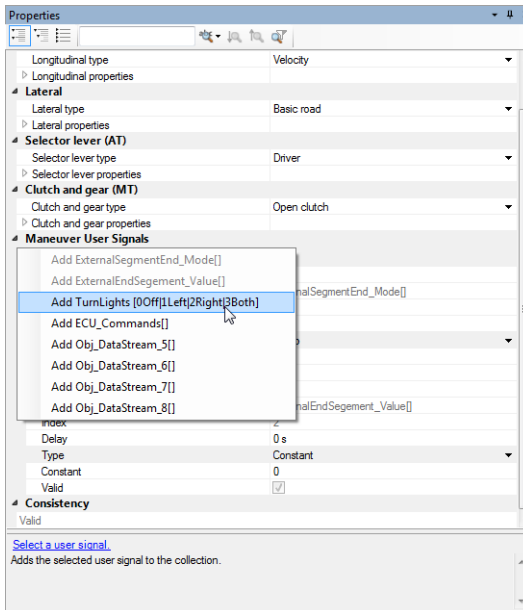 Properties
abc
Longitudinal type Velocity
Longitudinal properties
Lateral
Lateral type Basic road
Lateral properties
Selector lever (AT)
Selector lever type Driver
Selector lever properties
Clutch and gear (MT)
Clutch and gear type Open clutch
Clutch and gear properties
Maneuver User Signals
Add ExternalSegmentEnd_Mode[]
Add ExternalEndSegement_Value[]
nalSegmentEnd_Mode[]
Add TurnLights [0Off|1Left|2Right|3Both]
Add ECU_Commands[]
Add Obj_DataStream_5[]
Add Obj_DataStream_6[]
Add Obj_DataStream_7[]
Add Obj_DataStream_8[]
nalEndSegement_Value[]
Index 2
Delay 0 s
Type Constant
Constant 0
Valid
Consistency
Valid
Select a user signal.
Adds the selected user signal to the collection.